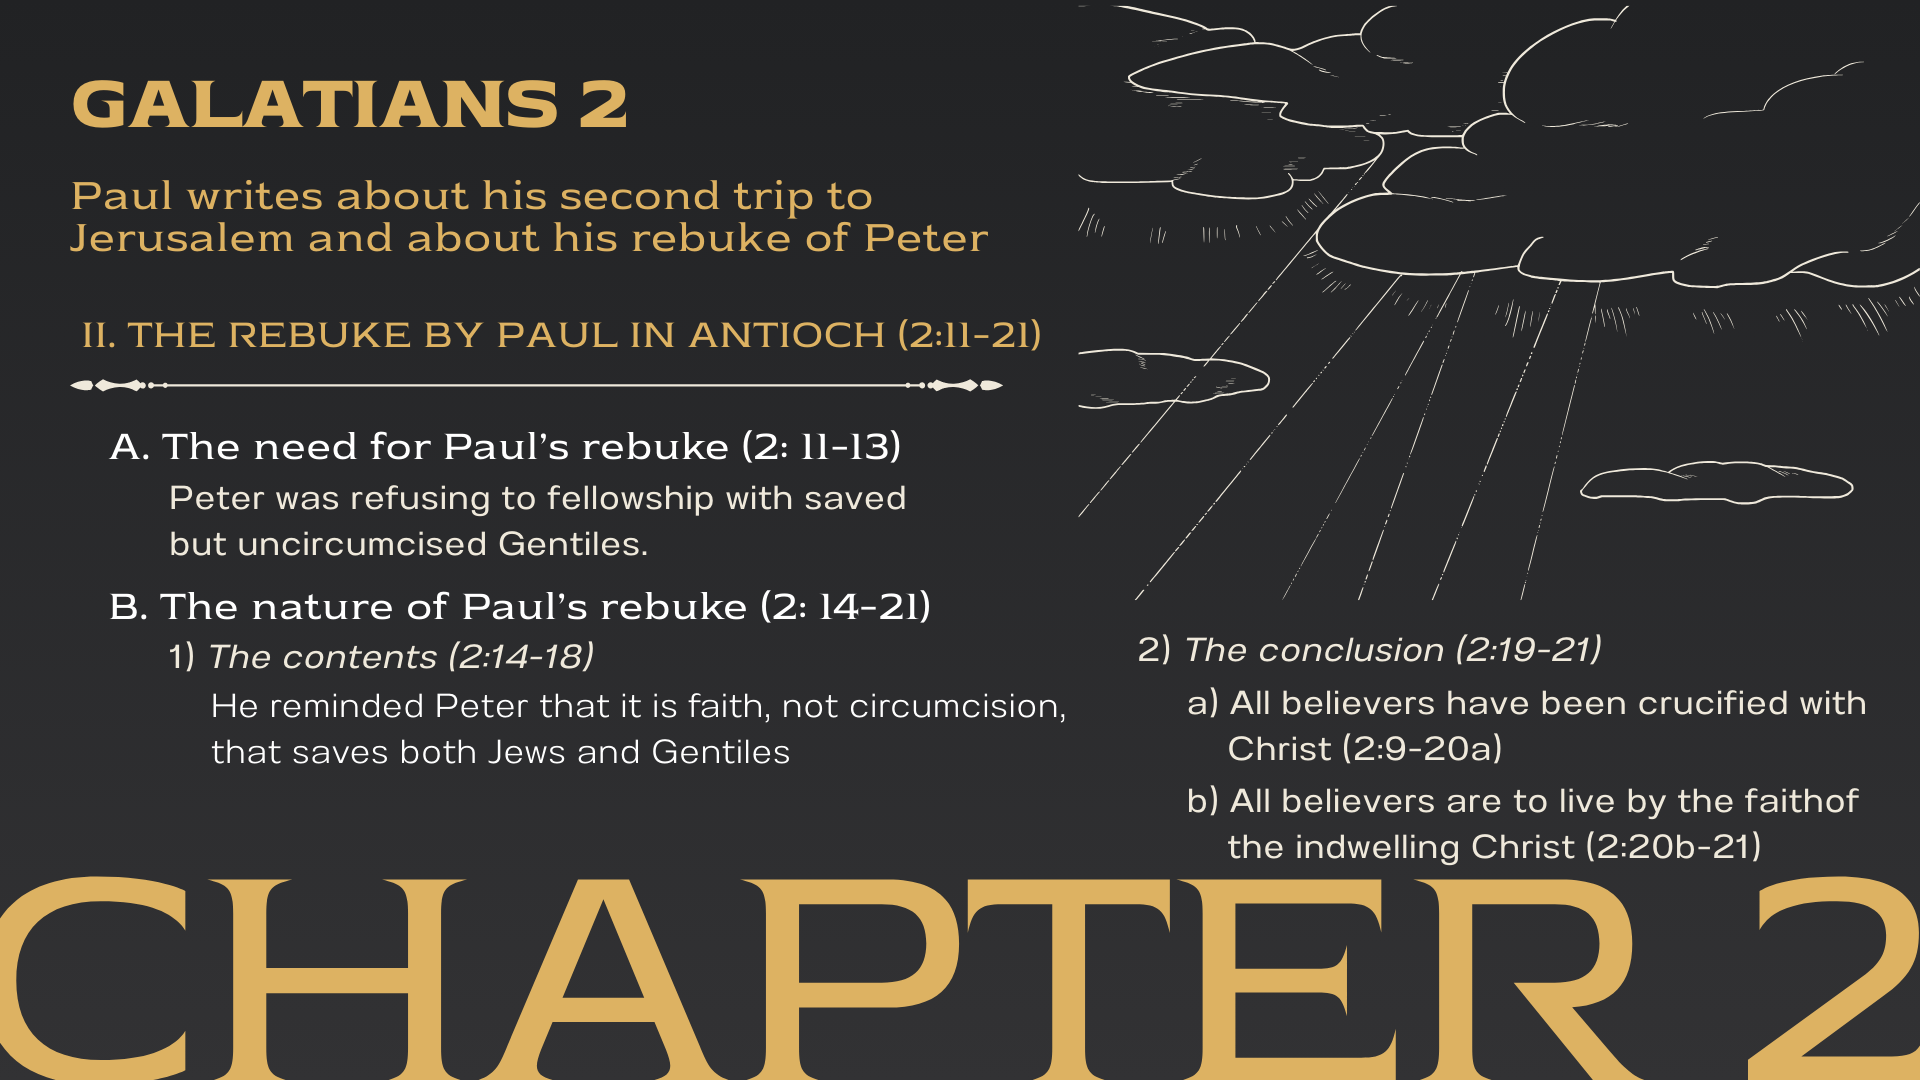 GALATIANS 2
Paul writes about his second trip to
Jerusalem and about his rebuke of Peter
II. THE REBUKE BY PAUL IN ANTIOCH (2:11-21)
A. The need for Paul’s rebuke (2: 11-13)
Peter was refusing to fellowship with saved
but uncircumcised Gentiles.
B. The nature of Paul’s rebuke (2: 14-21)
1) The contents (2:14-18)
He reminded Peter that it is faith, not circumcision,
that saves both Jews and Gentiles
2) The conclusion (2:19-21)
a) All believers have been crucified with
Christ (2:9-20a)
b) All believers are to live by the faithof
the indwelling Christ (2:20b-21)
CHAPTER 2